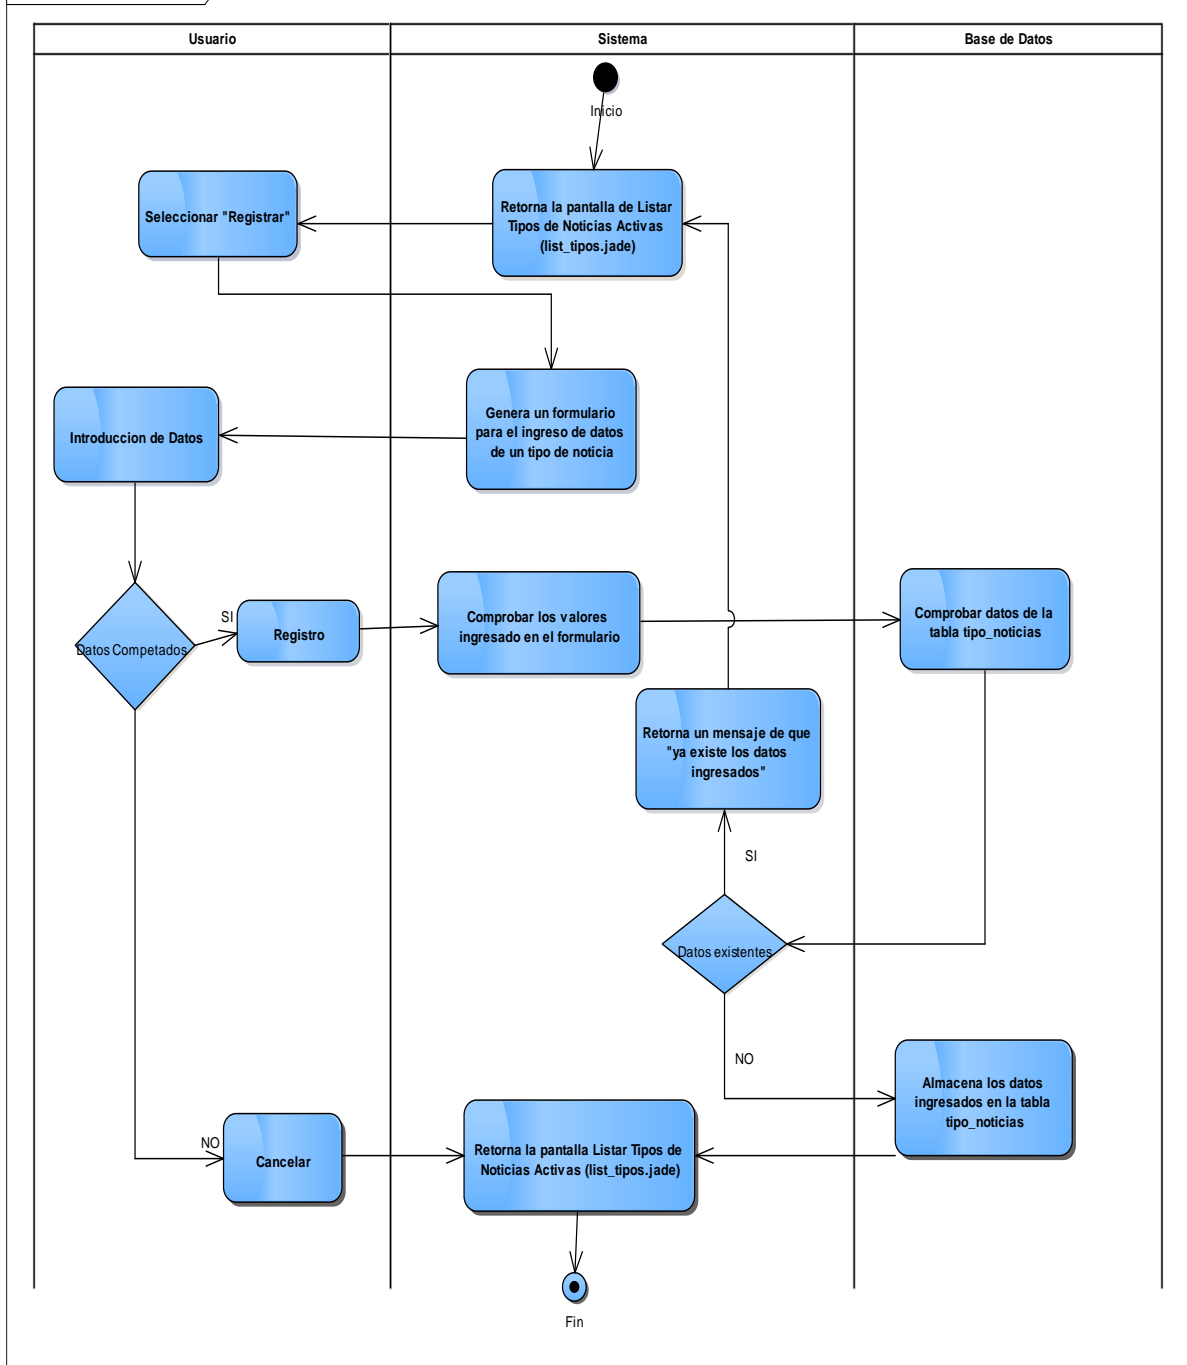 Usuario
Sistema
Base de Datos
Inicio
Seleccionar "Registrar"
Retorna la pantalla de Listar
Tipos de Noticias Activas
(list_tipos.jade)
Genera un formulario
para el ingreso de datos
de un tipo de noticia
Introduccion de Datos
Datos Competados
SI
Registro
Comprobar los valores
ingresado en el formulario
Comprobar datos de la
tabla tipo_noticias
Retorna un mensaje de que
"ya existe los datos
ingresados"
SI
Datos existentes
NO
Almacena los datos
ingresados en la tabla
tipo_noticias
NO
Cancelar
Retorna la pantalla Listar Tipos de
Noticias Activas (list_tipos.jade)
Fin